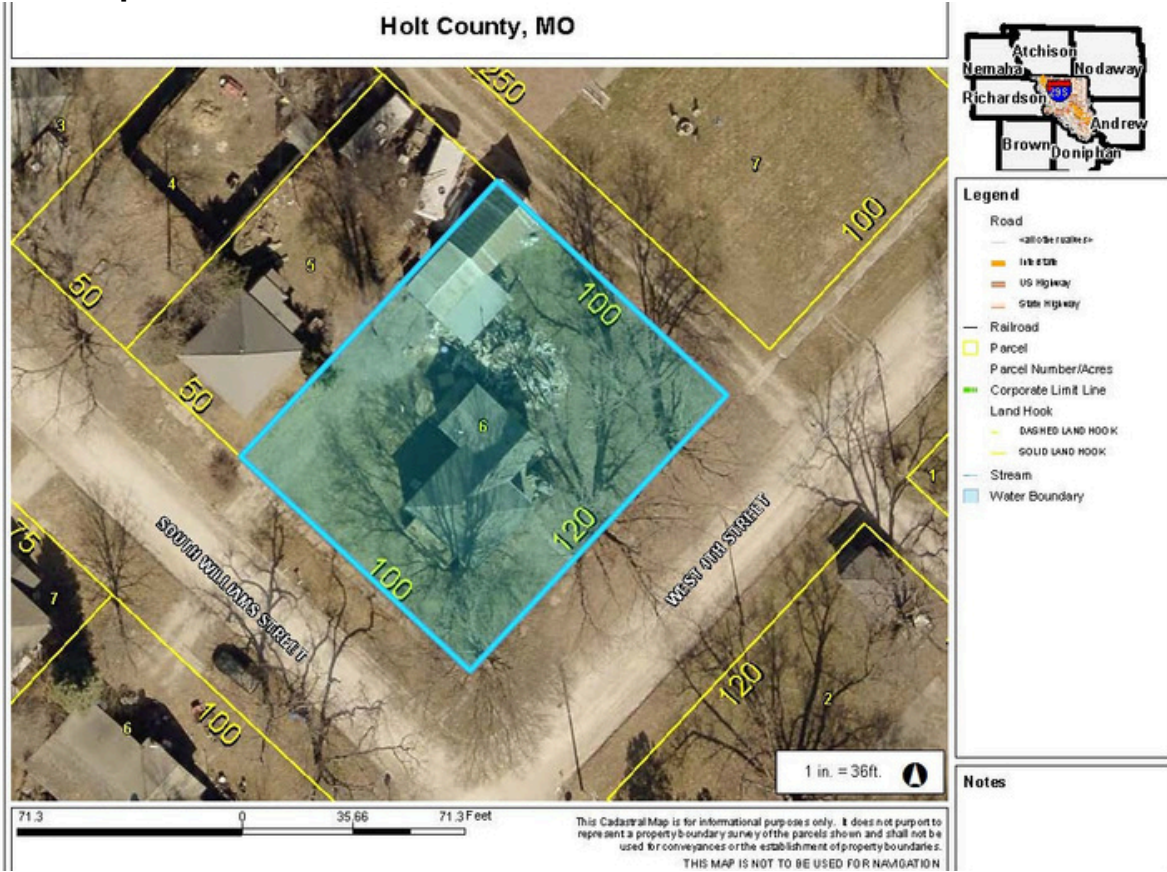 Holt County, MO
Atchison
Nemaha
Nodaway
Richardson
29S
Andrew
Brown
Doniphan
250
3
4
7
5
100
50
100
50
6
1
120
75
SOUTH WILLIAMS STREET
100
WEST 4TH STREET
7
120
2
6
100
1 in. = 36ft.
Legend
Road
<all other values>
Interstate
US Highway
State Highway
Railroad
Parcel
Parcel Number/Acres
Corporate Limit Line
Land Hook
DASHED LAND HOOK
SOLID LAND HOOK
Stream
Water Boundary
Notes
71.3 0 35.66 71.3 Feet
This Cadastral Map is for informational purposes only. It does not purport to
represent a property boundary survey of the parcels shown and shall not be
used for conveyances or the establishment of property boundaries.
THIS MAP IS NOT TO BE USED FOR NAVIGATION